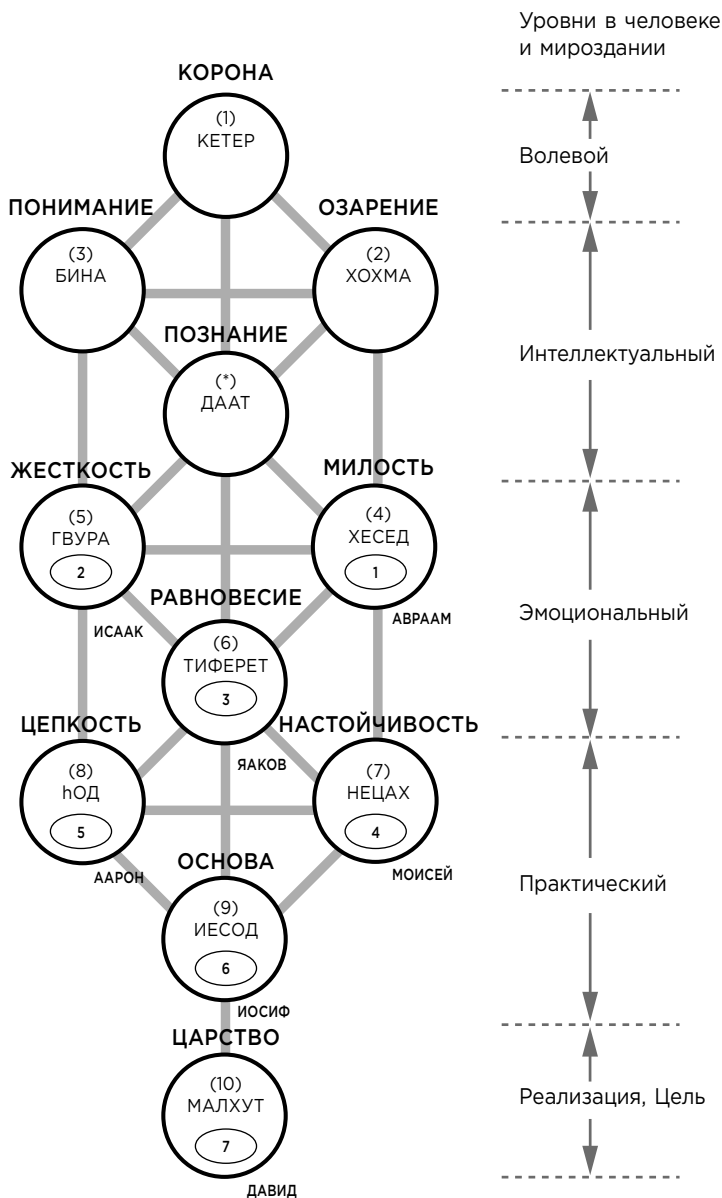 Уровни в человеке
и мироздании
КОРОНА
(1)
КЕТЕР
Волевой
ПОНИМАНИЕ
ОЗАРЕНИЕ
(3)
БИНА
(2)
ХОХМА
ПОЗНАНИЕ
(*)
ДААТ
Интеллектуальный
ЖЕСТКОСТЬ
МИЛОСТЬ
(5)
ГВУРА
2
(4)
ХЕСЕД
1
ИСААК
АВРААМ
РАВНОВЕСИЕ
(6)
ТИФЕРЕТ
3
Эмоциональный
ЦЕПКОСТЬ
НАСТОЙЧИВОСТЬ
ЯАКОВ
(8)
hОД
5
(7)
НЕЦАХ
4
ААРОН
МОИСЕЙ
ОСНОВА
(9)
ИЕСОД
6
Практический
ИОСИФ
ЦАРСТВО
(10)
МАЛХУТ
7
Реализация, Цель
ДАВИД